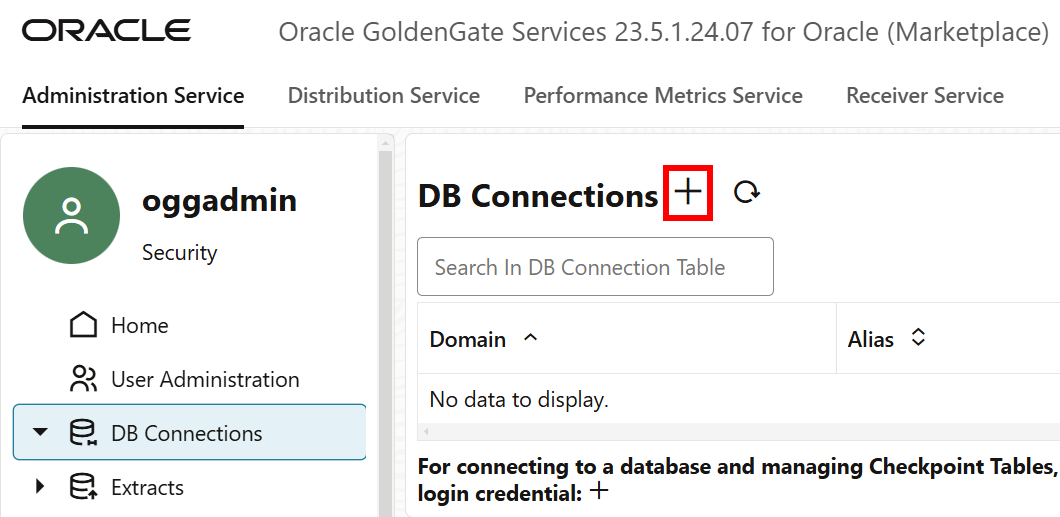 ORACLE
Oracle GoldenGate Services 23.5.1.24.07 for Oracle (Marketplace)
Administration Service
Distribution Service
Performance Metrics Service
Receiver Service
oggadmin
Security
Home
User Administration
DB Connections
Extracts
DB Connections
Search In DB Connection Table
Domain
Alias
No data to display.
For connecting to a database and managing Checkpoint Tables,
login credential: